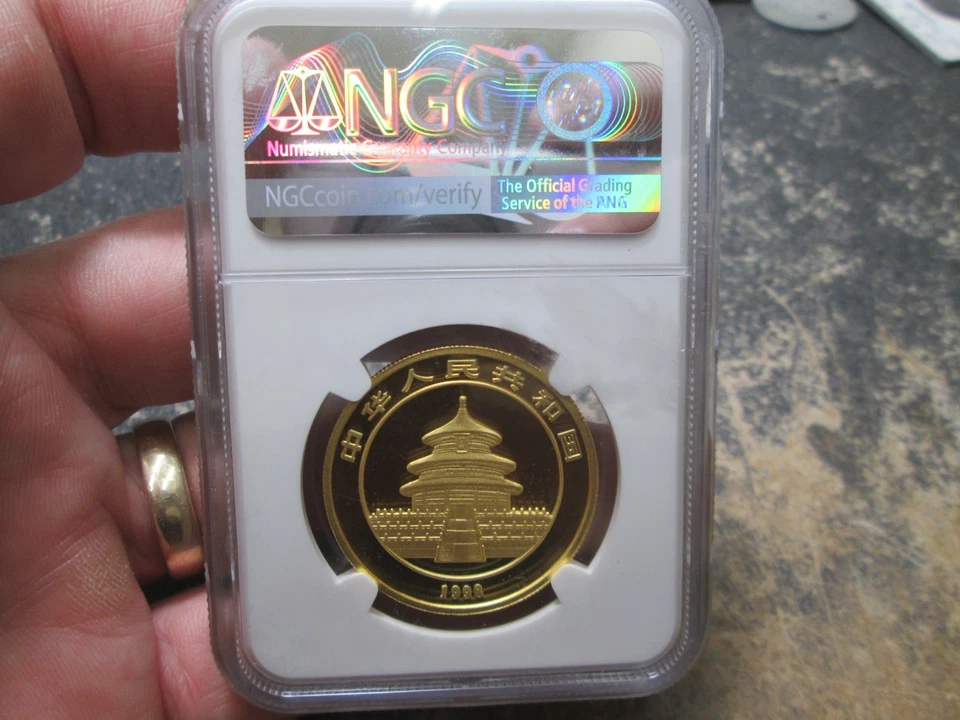 NGC
Numismatic Guaranty Company
NGCcoin.com/verify
The Official Grading
Service of the ANA
中华人民共和国